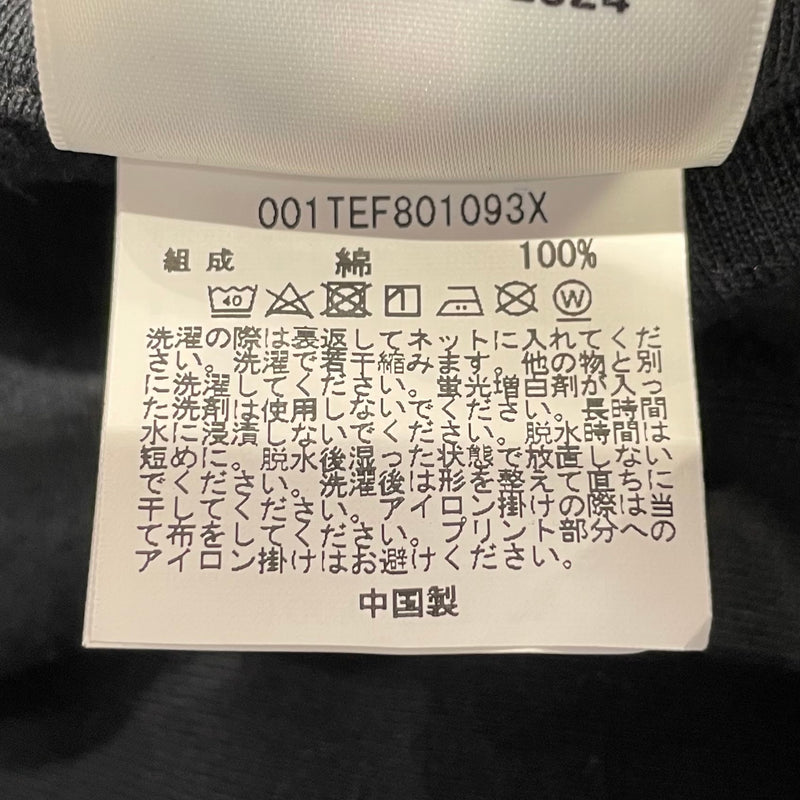 001TEF801093X
組成 綿 100%
40 W
洗濯の際は裏返してネットに入れてくだ
さい。洗濯で若干縮みます。他の物と別
に洗濯してください。蛍光増白剤が入っ
た洗剤は使用しないでください。長時間
水に浸漬しないでください。脱水時間は
短めに。脱水後湿った状態で放置しない
でください。洗濯後は形を整えて直ちに
干してください。アイロン掛けの際は当
て布をしてください。プリント部分への
アイロン掛けはお避けください。
中国製